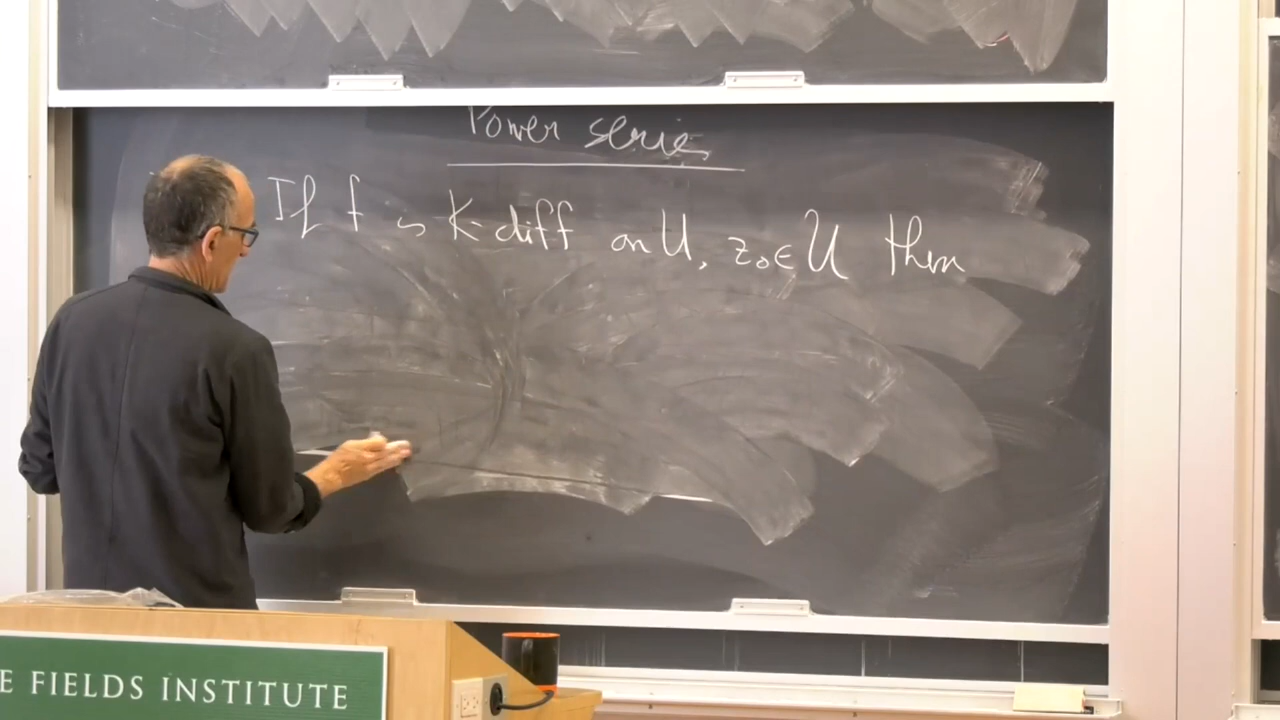 Power series
If f is K-diff on U, z₀ ∈ U then
E FIELDS INSTITUTE